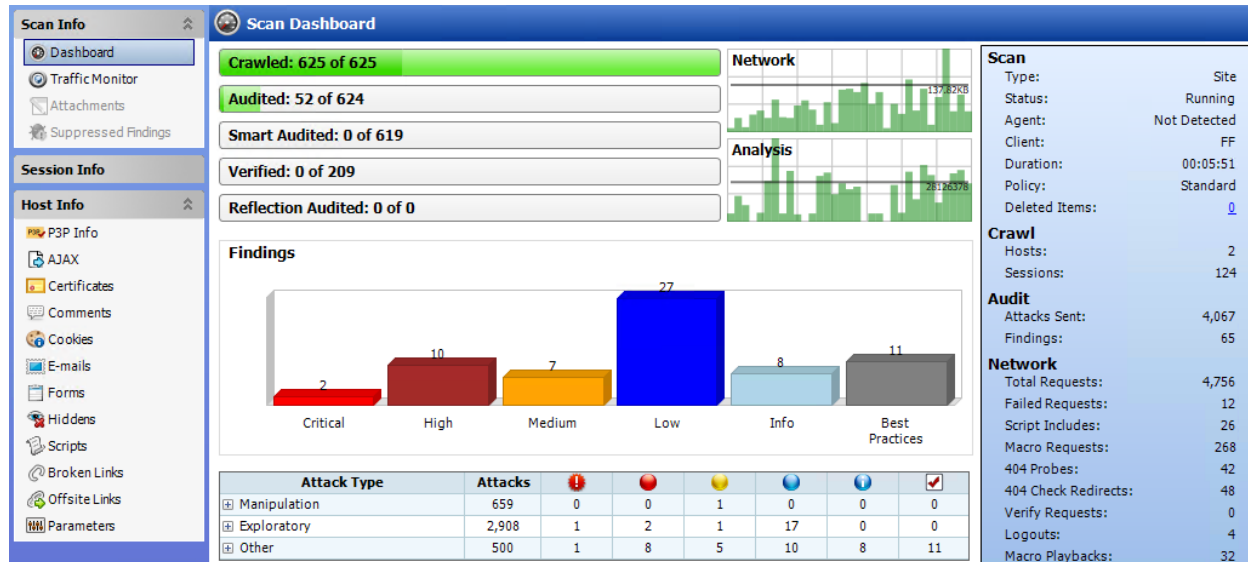 Scan Info
Dashboard
Traffic Monitor
Attachments
Suppressed Findings
Session Info
Host Info
P3P P3P Info
AJAX
Certificates
Comments
Cookies
E-mails
Forms
Hiddens
Scripts
Broken Links
Offsite Links
Parameters
Scan Dashboard
Crawled: 625 of 625
Audited: 52 of 624
Smart Audited: 0 of 619
Verified: 0 of 209
Reflection Audited: 0 of 0
Network
137.82KB
Analysis
28126378
Findings
2
10
7
27
8
11
Critical
High
Medium
Low
Info
Best
Practices
Attack Type Attacks
Manipulation 659 0 0 1 0 0 0
Exploratory 2,908 1 2 1 17 0 0
Other 500 1 8 5 10 8 11
Scan
Type: Site
Status: Running
Agent: Not Detected
Client: FF
Duration: 00:05:51
Policy: Standard
Deleted Items: 0
Crawl
Hosts: 2
Sessions: 124
Audit
Attacks Sent: 4,067
Findings: 65
Network
Total Requests: 4,756
Failed Requests: 12
Script Includes: 26
Macro Requests: 268
404 Probes: 42
404 Check Redirects: 48
Verify Requests: 0
Logouts: 4
Macro Playbacks: 32